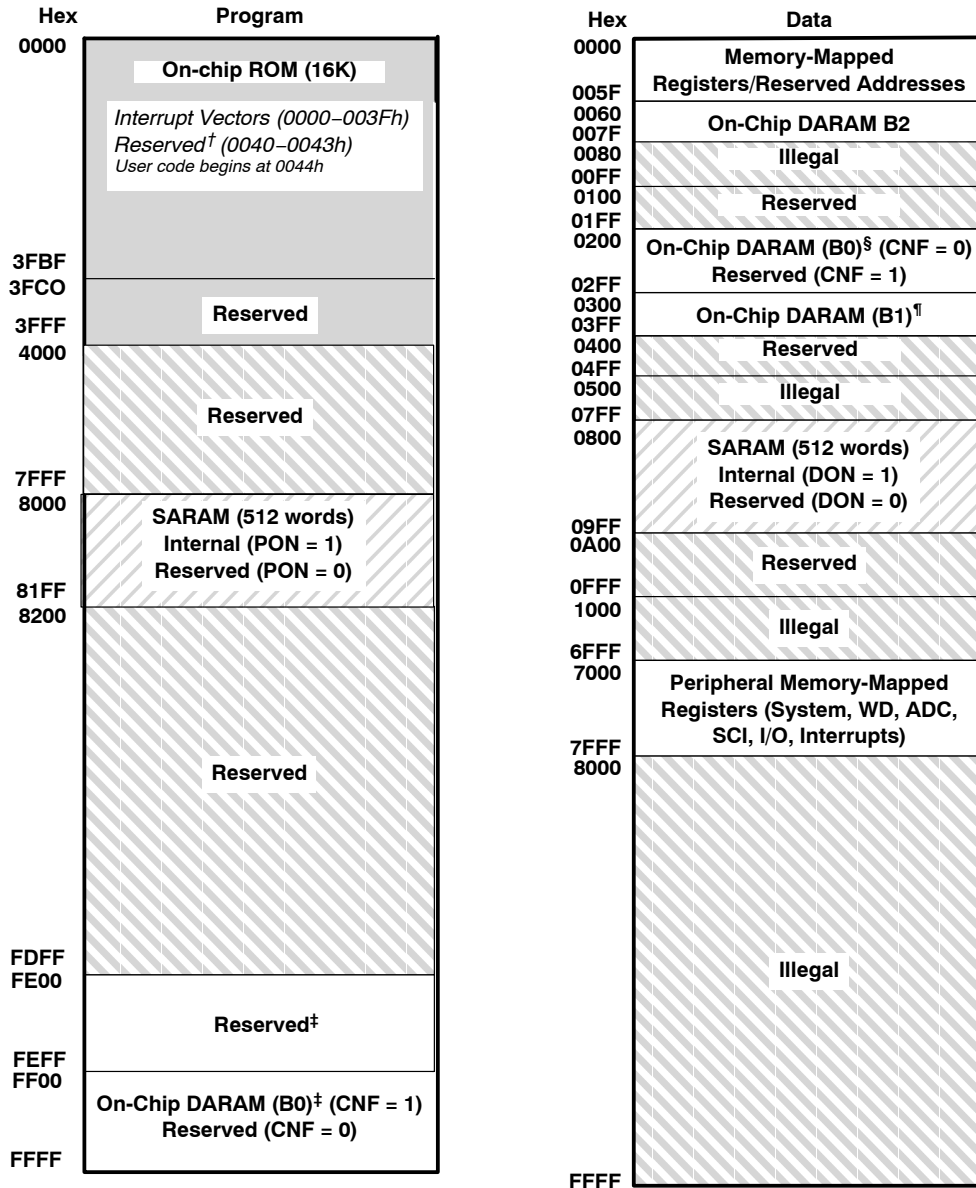 Hex
Program
0000
On-chip ROM (16K)
Interrupt Vectors (0000–003Fh)
Reserved† (0040–0043h)
User code begins at 0044h
3FBF
3FCO
Reserved
3FFF
4000
Reserved
7FFF
8000
SARAM (512 words)
Internal (PON = 1)
Reserved (PON = 0)
81FF
8200
Reserved
FDFF
FE00
Reserved‡
FEFF
FF00
On-Chip DARAM (B0)‡ (CNF = 1)
Reserved (CNF = 0)
FFFF
Hex
Data
0000
Memory-Mapped
Registers/Reserved Addresses
005F
0060
On-Chip DARAM B2
007F
0080
Illegal
00FF
0100
Reserved
01FF
0200
On-Chip DARAM (B0)§ (CNF = 0)
Reserved (CNF = 1)
02FF
0300
On-Chip DARAM (B1)¶
03FF
0400
Reserved
04FF
0500
Illegal
07FF
0800
SARAM (512 words)
Internal (DON = 1)
Reserved (DON = 0)
09FF
0A00
Reserved
0FFF
1000
Illegal
6FFF
7000
Peripheral Memory-Mapped
Registers (System, WD, ADC,
SCI, I/O, Interrupts)
7FFF
8000
Illegal
FFFF